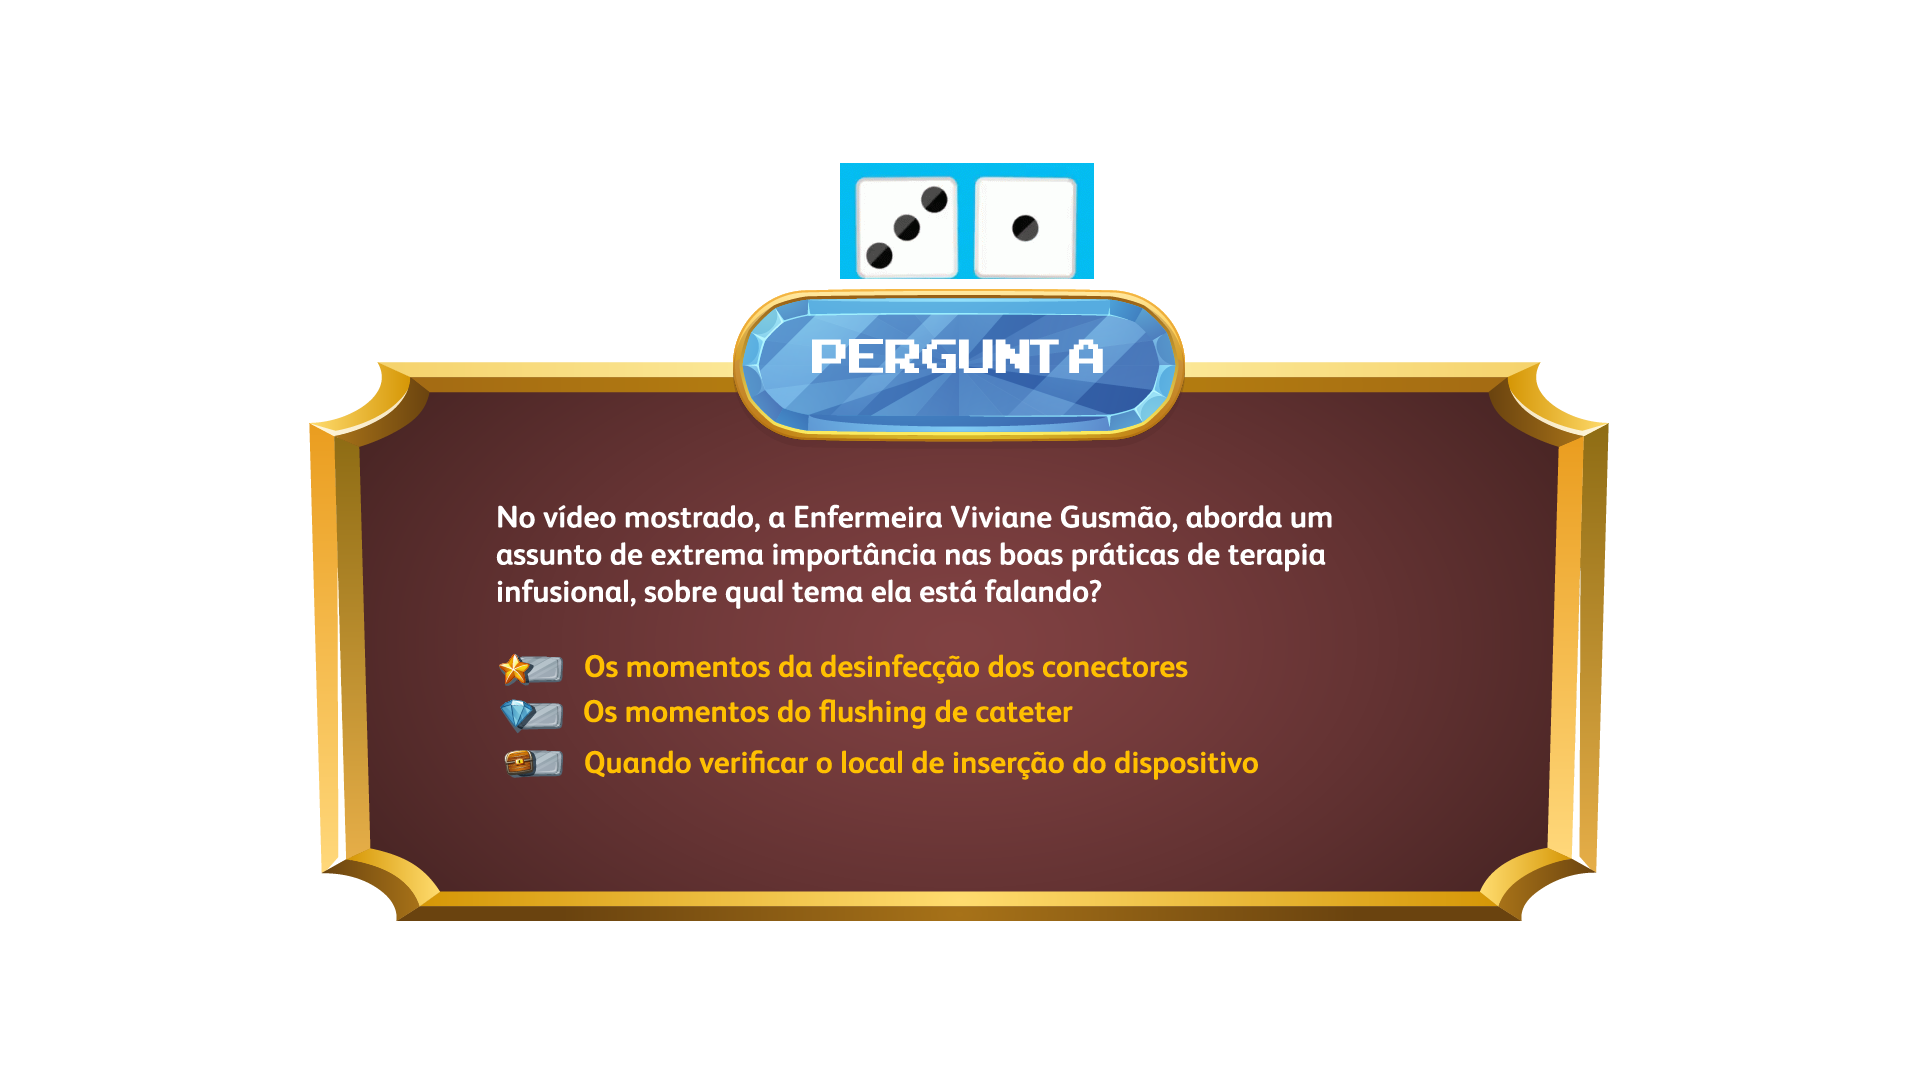 PERGUNTA
No vídeo mostrado, a Enfermeira Viviane Gusmão, aborda um
assunto de extrema importância nas boas práticas de terapia
infusional, sobre qual tema ela está falando?
Os momentos da desinfecção dos conectores
Os momentos do flushing de cateter
Quando verificar o local de inserção do dispositivo